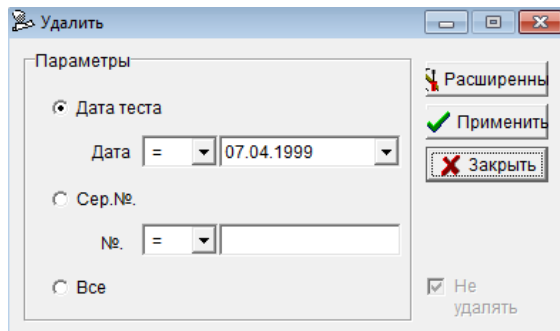 Удалить
Параметры
Дата теста
Дата = 07.04.1999
Сер.№.
№. =
Все
Расширенны
Применить
Закрыть
Не
удалять